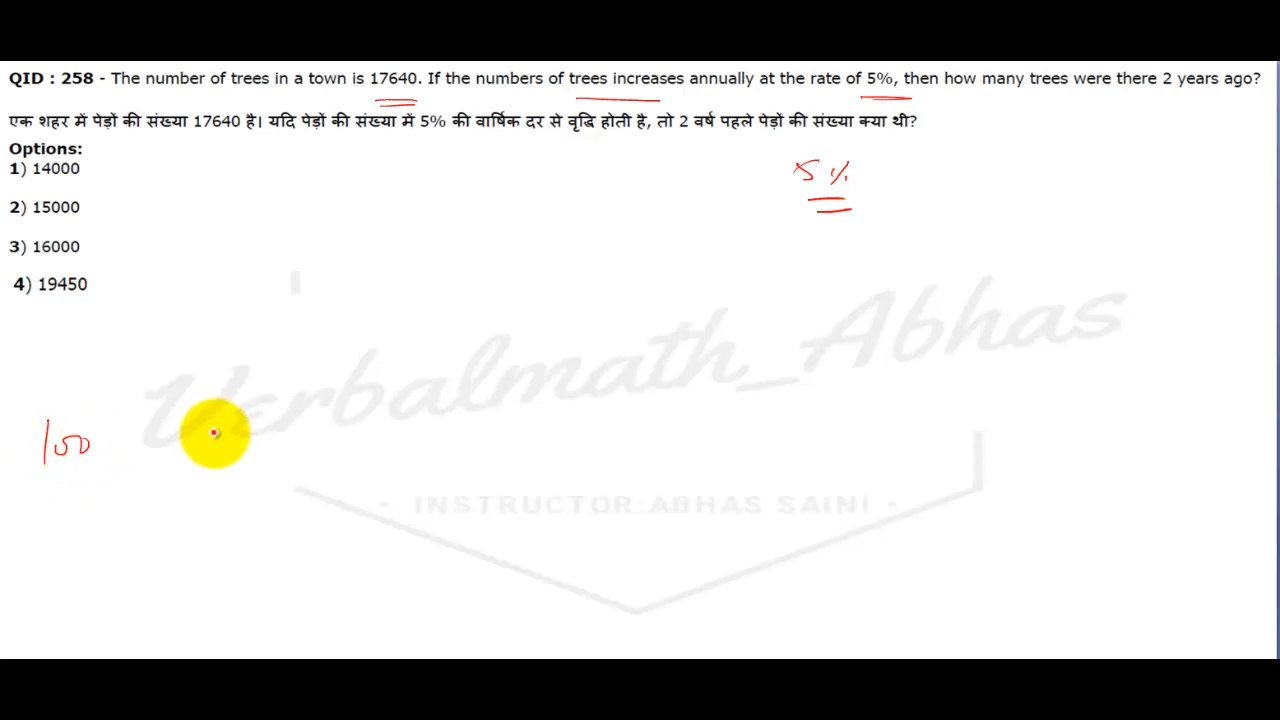 QID : 258 - The number of trees in a town is 17640. If the numbers of trees increases annually at the rate of 5%, then how many trees were there 2 years ago?
एक शहर में पेड़ों की संख्या 17640 है। यदि पेड़ों की संख्या में 5% की वार्षिक दर से वृद्धि होती है, तो 2 वर्ष पहले पेड़ों की संख्या क्या थी?
Options:
1) 14000
5 %
2) 15000
3) 16000
4) 19450
Verbalmath_Abhas
100
• INSTRUCTOR:ABHAS SAINI •